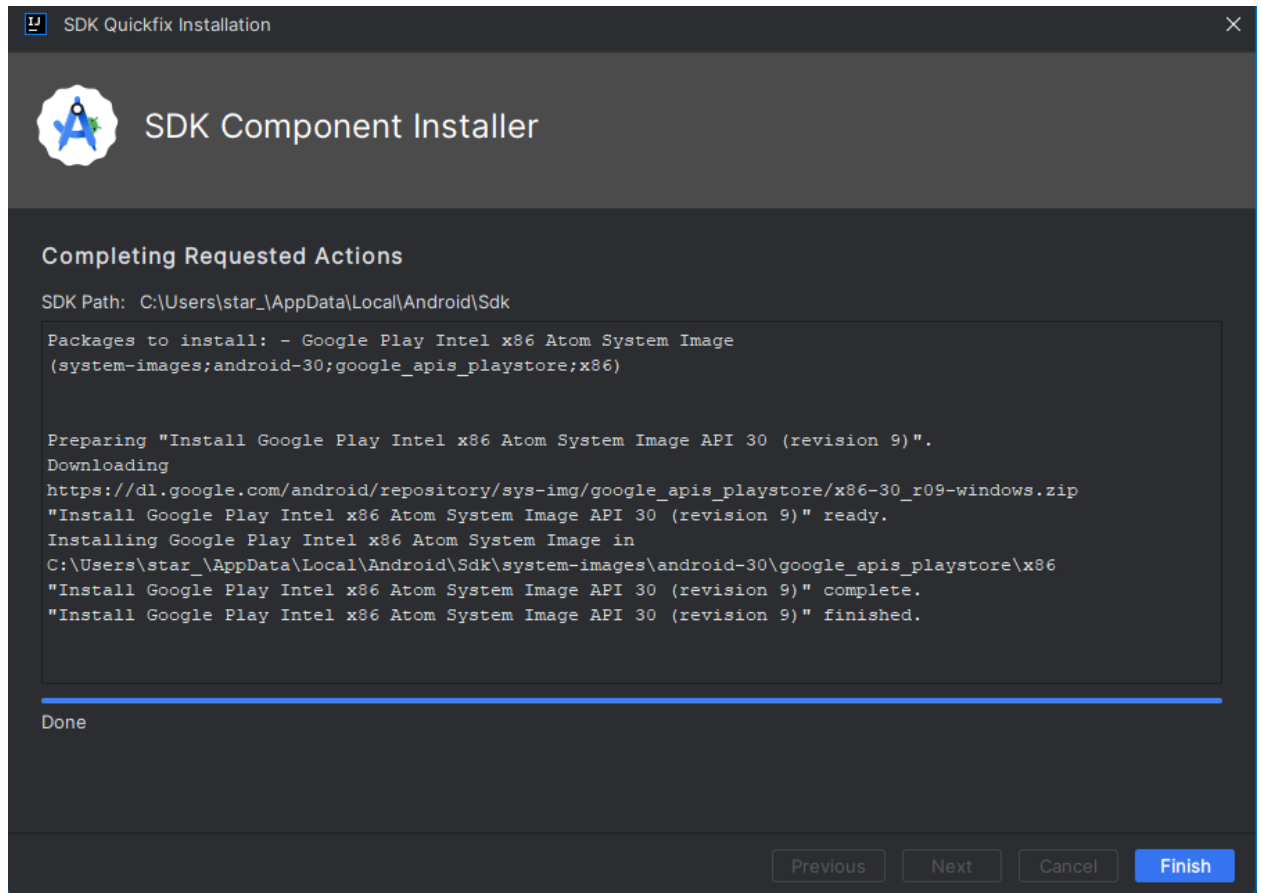 IJ SDK Quickfix Installation
SDK Component Installer
Completing Requested Actions
SDK Path: C:\Users\star_\AppData\Local\Android\Sdk
Packages to install: - Google Play Intel x86 Atom System Image
(system-images;android-30;google_apis_playstore;x86)
Preparing "Install Google Play Intel x86 Atom System Image API 30 (revision 9)".
Downloading
https://dl.google.com/android/repository/sys-img/google_apis_playstore/x86-30_r09-windows.zip
"Install Google Play Intel x86 Atom System Image API 30 (revision 9)" ready.
Installing Google Play Intel x86 Atom System Image in
C:\Users\star_\AppData\Local\Android\Sdk\system-images\android-30\google_apis_playstore\x86
"Install Google Play Intel x86 Atom System Image API 30 (revision 9)" complete.
"Install Google Play Intel x86 Atom System Image API 30 (revision 9)" finished.
Done
Previous Next Cancel Finish